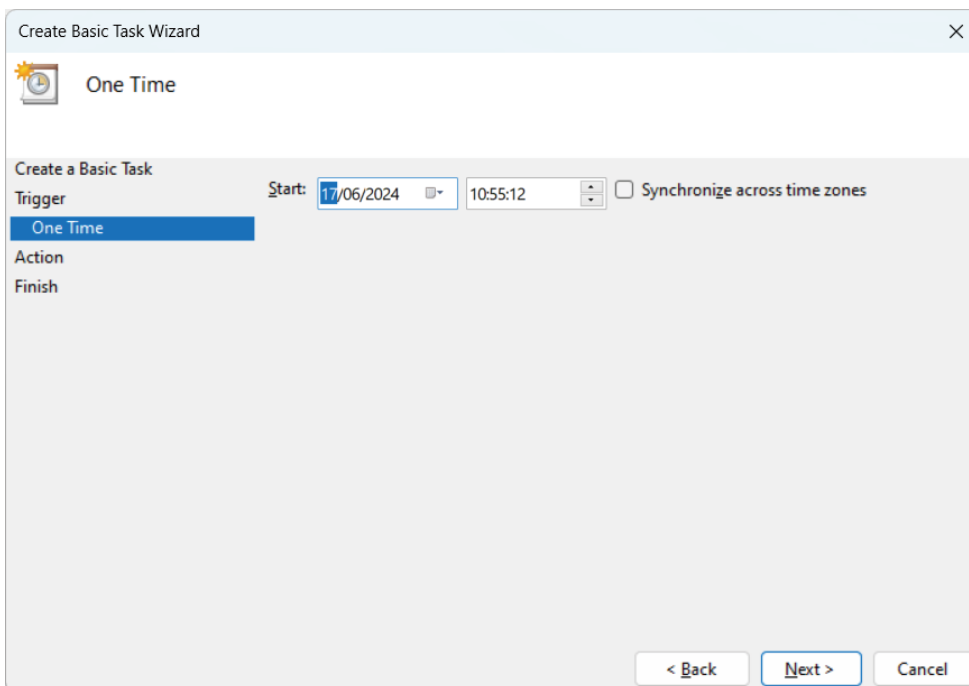 Create Basic Task Wizard
One Time
Create a Basic Task
Trigger
One Time
Action
Finish
Start: 17/06/2024 10:55:12 Synchronize across time zones
< Back Next > Cancel